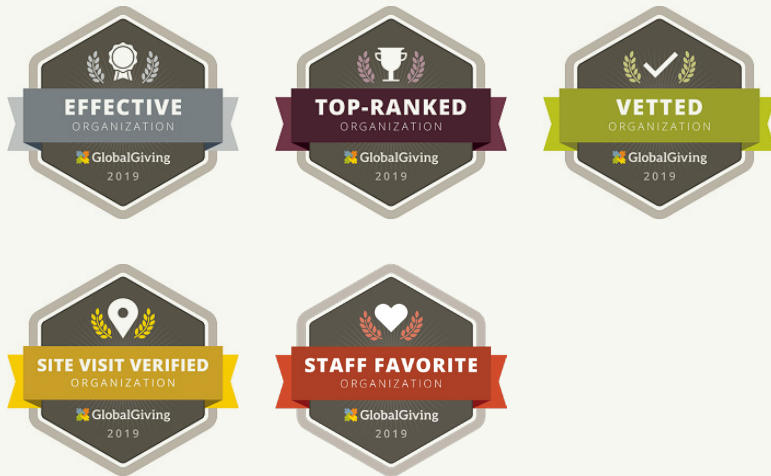 EFFECTIVE
ORGANIZATION
GlobalGiving
2019
TOP-RANKED
ORGANIZATION
GlobalGiving
2019
VETTED
ORGANIZATION
GlobalGiving
2019
SITE VISIT VERIFIED
ORGANIZATION
GlobalGiving
2019
STAFF FAVORITE
ORGANIZATION
GlobalGiving
2019